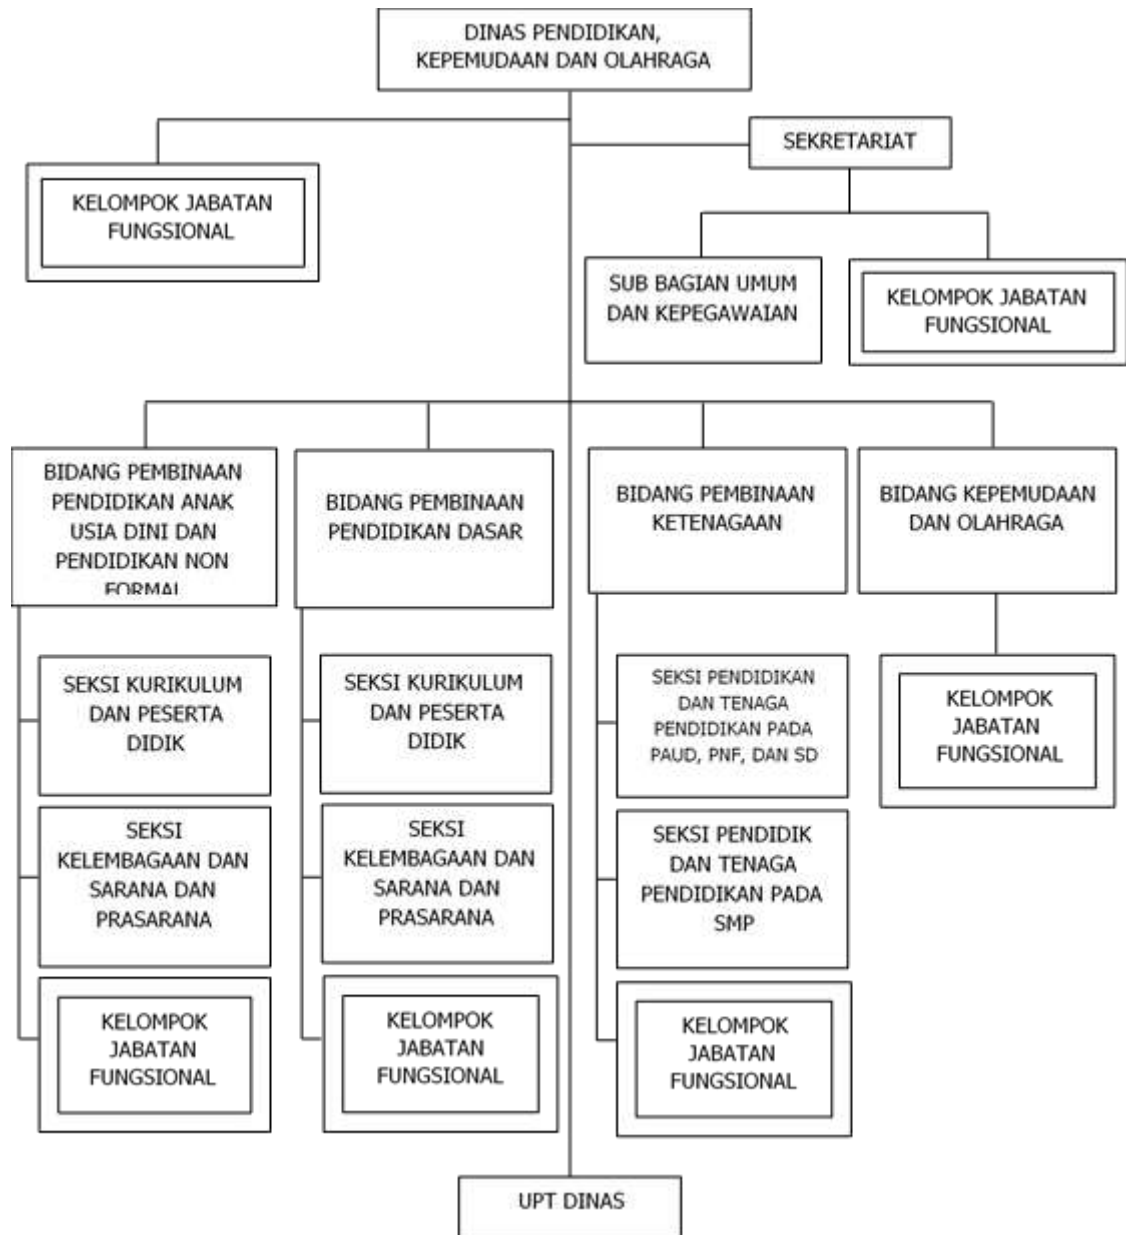 DINAS PENDIDIKAN,
KEPEMUDAAN DAN OLAHRAGA
SEKRETARIAT
KELOMPOK JABATAN
FUNGSIONAL
SUB BAGIAN UMUM
DAN KEPEGAWAIAN
KELOMPOK JABATAN
FUNGSIONAL
BIDANG PEMBINAAN
PENDIDIKAN ANAK
USIA DINI DAN
PENDIDIKAN NON
FORMAL
BIDANG PEMBINAAN
PENDIDIKAN DASAR
BIDANG PEMBINAAN
KETENAGAAN
BIDANG KEPEMUDAAN
DAN OLAHRAGA
SEKSI KURIKULUM
DAN PESERTA
DIDIK
SEKSI KURIKULUM
DAN PESERTA
DIDIK
SEKSI PENDIDIKAN
DAN TENAGA
PENDIDIKAN PADA
PAUD, PNF, DAN SD
KELOMPOK
JABATAN
FUNGSIONAL
SEKSI
KELEMBAGAAN DAN
SARANA DAN
PRASARANA
SEKSI
KELEMBAGAAN DAN
SARANA DAN
PRASARANA
SEKSI PENDIDIK
DAN TENAGA
PENDIDIKAN PADA
SMP
KELOMPOK
JABATAN
FUNGSIONAL
KELOMPOK
JABATAN
FUNGSIONAL
KELOMPOK
JABATAN
FUNGSIONAL
UPT DINAS